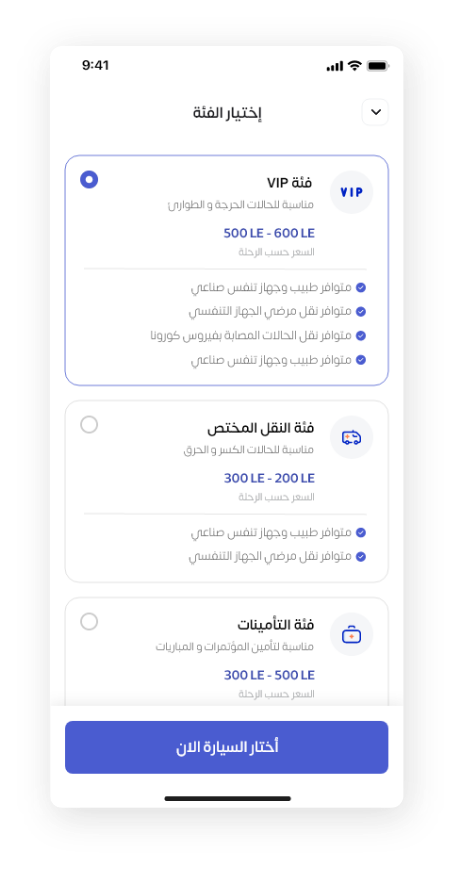 9:41
إختيار الفئة
VIP
فئة VIP
مناسبة للحالات الحرجة و الطوارئ
500 LE - 600 LE
السعر حسب الرحلة
متوافر طبيب وجهاز تنفس صناعي
متوافر نقل مرضي الجهاز التنفسي
متوافر نقل الحالات المصابة بفيروس كورونا
متوافر طبيب وجهاز تنفس صناعي
فئة النقل المختص
مناسبة للحالات الكسر و الحرق
300 LE - 200 LE
السعر حسب الرحلة
متوافر طبيب وجهاز تنفس صناعي
متوافر نقل مرضي الجهاز التنفسي
فئة التأمينات
مناسبة لتأمين المؤتمرات و المباريات
300 LE - 500 LE
السعر حسب الرحلة
أختار السيارة الان